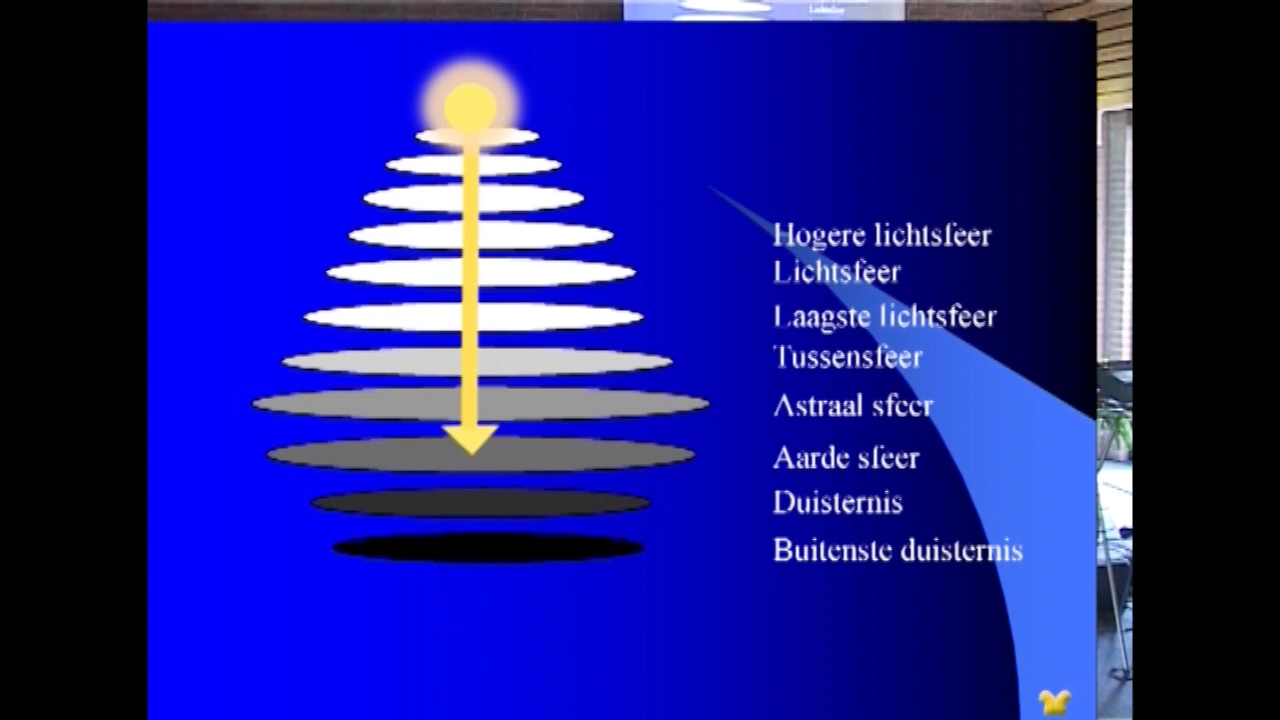 Hogere lichtsfeer
Lichtsfeer
Laagste lichtsfeer
Tussensfeer
Astraal sfeer
Aarde sfeer
Duisternis
Buitenste duisternis